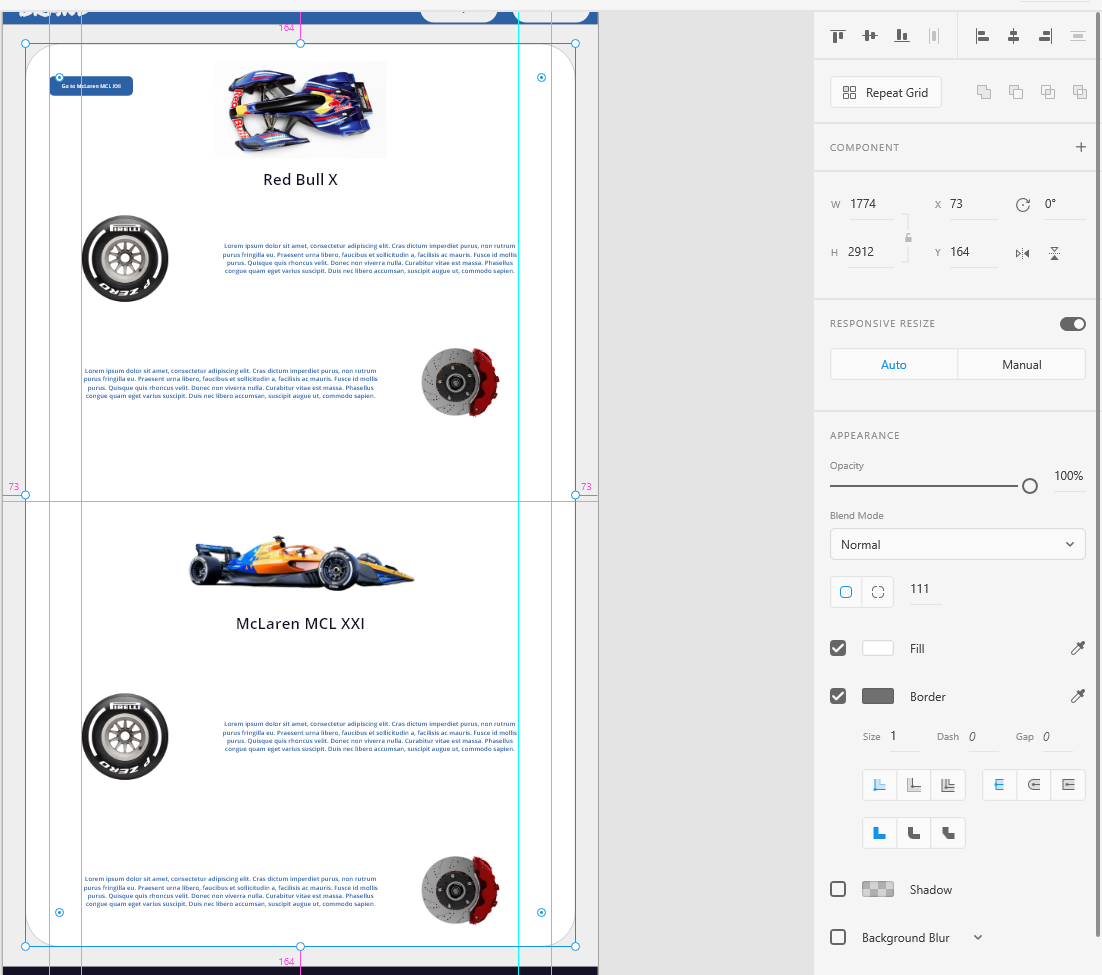 164
Go to McLaren MCL XXI
Red Bull X
PIRELLI
P ZERO
Lorem ipsum dolor sit amet, consectetur adipiscing elit. Cras dictum imperdiet purus, non rutrum
purus fringilla eu. Praesent urna libero, faucibus et sollicitudin a, facilisis ac mauris. Fusce id mollis
purus. Quisque quis rhoncus velit. Donec non viverra nulla. Curabitur vitae est massa. Phasellus
congue quam eget varius suscipit. Duis nec libero accumsan, suscipit augue ut, commodo sapien.
Lorem ipsum dolor sit amet, consectetur adipiscing elit. Cras dictum imperdiet purus, non rutrum
purus fringilla eu. Praesent urna libero, faucibus et sollicitudin a, facilisis ac mauris. Fusce id mollis
purus. Quisque quis rhoncus velit. Donec non viverra nulla. Curabitur vitae est massa. Phasellus
congue quam eget varius suscipit. Duis nec libero accumsan, suscipit augue ut, commodo sapien.
73
73
McLaren MCL XXI
PIRELLI
P ZERO
Lorem ipsum dolor sit amet, consectetur adipiscing elit. Cras dictum imperdiet purus, non rutrum
purus fringilla eu. Praesent urna libero, faucibus et sollicitudin a, facilisis ac mauris. Fusce id mollis
purus. Quisque quis rhoncus velit. Donec non viverra nulla. Curabitur vitae est massa. Phasellus
congue quam eget varius suscipit. Duis nec libero accumsan, suscipit augue ut, commodo sapien.
Lorem ipsum dolor sit amet, consectetur adipiscing elit. Cras dictum imperdiet purus, non rutrum
purus fringilla eu. Praesent urna libero, faucibus et sollicitudin a, facilisis ac mauris. Fusce id mollis
purus. Quisque quis rhoncus velit. Donec non viverra nulla. Curabitur vitae est massa. Phasellus
congue quam eget varius suscipit. Duis nec libero accumsan, suscipit augue ut, commodo sapien.
164
Repeat Grid
COMPONENT
W 1774 X 73 0°
H 2912 Y 164
RESPONSIVE RESIZE
Auto Manual
APPEARANCE
Opacity
100%
Blend Mode
Normal
111
Fill
Border
Size 1 Dash 0 Gap 0
Shadow
Background Blur